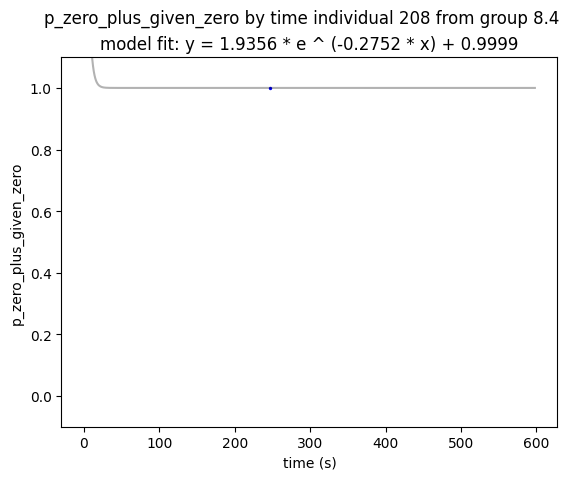 p_zero_plus_given_zero by time individual 208 from group 8.4
model fit: y = 1.9356 * e ^ (-0.2752 * x) + 0.9999
1.0
0.8
0.6
0.4
0.2
0.0
p_zero_plus_given_zero
0 100 200 300 400 500 600
time (s)